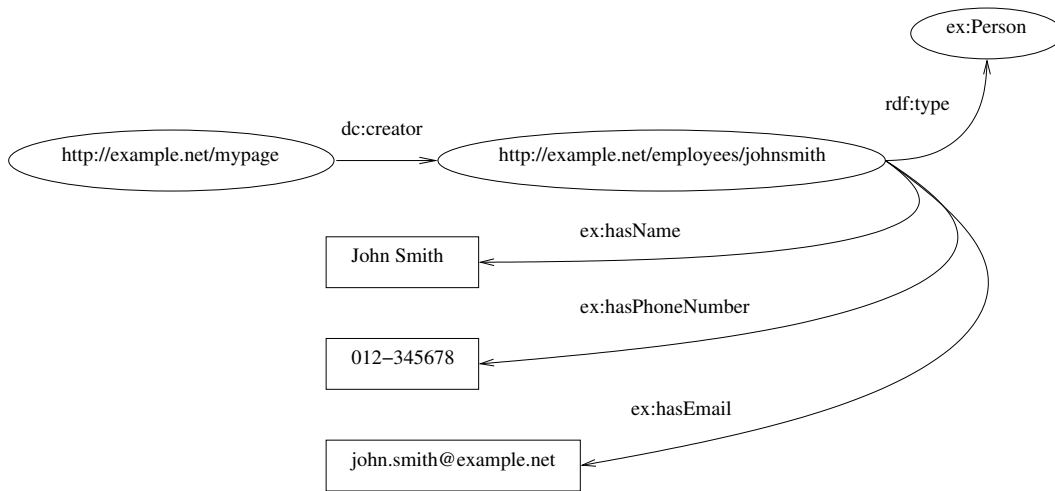 ex:Person
rdf:type
dc:creator
http://example.net/mypage
http://example.net/employees/johnsmith
ex:hasName
John Smith
ex:hasPhoneNumber
012−345678
ex:hasEmail
john.smith@example.net